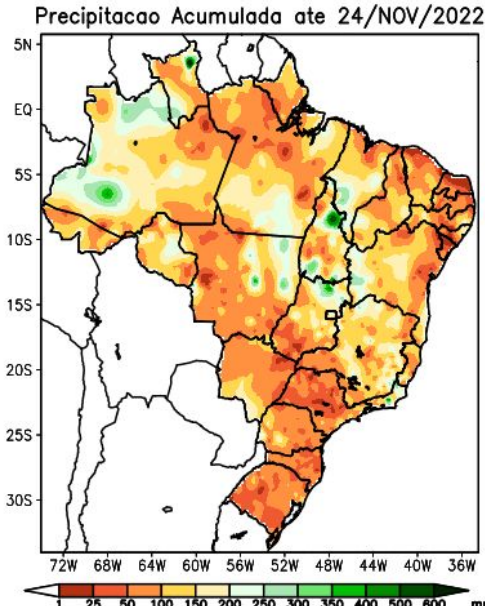 Precipitacao Acumulada ate 24/NOV/2022
5N
EQ
5S
10S
15S
20S
25S
30S
72W 68W 64W 60W 56W 52W 48W 44W 40W 36W
1 25 50 100 150 200 250 300 350 400 500 600